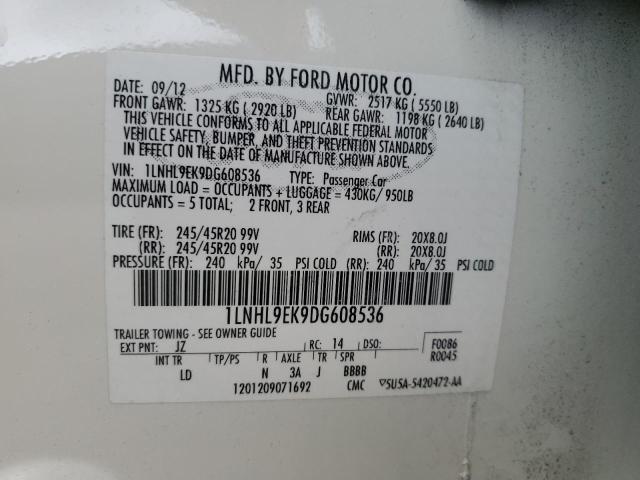 MFD. BY FORD MOTOR CO.
DATE: 09/12 GVWR: 2517 KG ( 5550 LB)
FRONT GAWR: 1325 KG ( 2920 LB) REAR GAWR: 1198 KG ( 2640 LB)
THIS VEHICLE CONFORMS TO ALL APPLICABLE FEDERAL MOTOR
VEHICLE SAFETY, BUMPER, AND THEFT PREVENTION STANDARDS
IN EFFECT ON THE DATE OF MANUFACTURE SHOWN ABOVE.
VIN: 1LNHL9EK9DG608536 TYPE: Passenger Car
MAXIMUM LOAD = OCCUPANTS + LUGGAGE = 430KG/ 950LB
OCCUPANTS = 5 TOTAL; 2 FRONT, 3 REAR
TIRE (FR): 245/45R20 99V RIMS (FR): 20X8.0J
(RR): 245/45R20 99V (RR): 20X8.0J
PRESSURE (FR): 240 kPa/ 35 PSI COLD (RR): 240 kPa/ 35 PSI COLD
1LNHL9EK9DG608536
TRAILER TOWING - SEE OWNER GUIDE
EXT PNT: JZ RC: 14 DSO: F0086
R0045
INT TR TP/PS R AXLE TR SPR
LD N 3A J BBBB
1201209071692 CMC ▽5U5A-5420472-AA